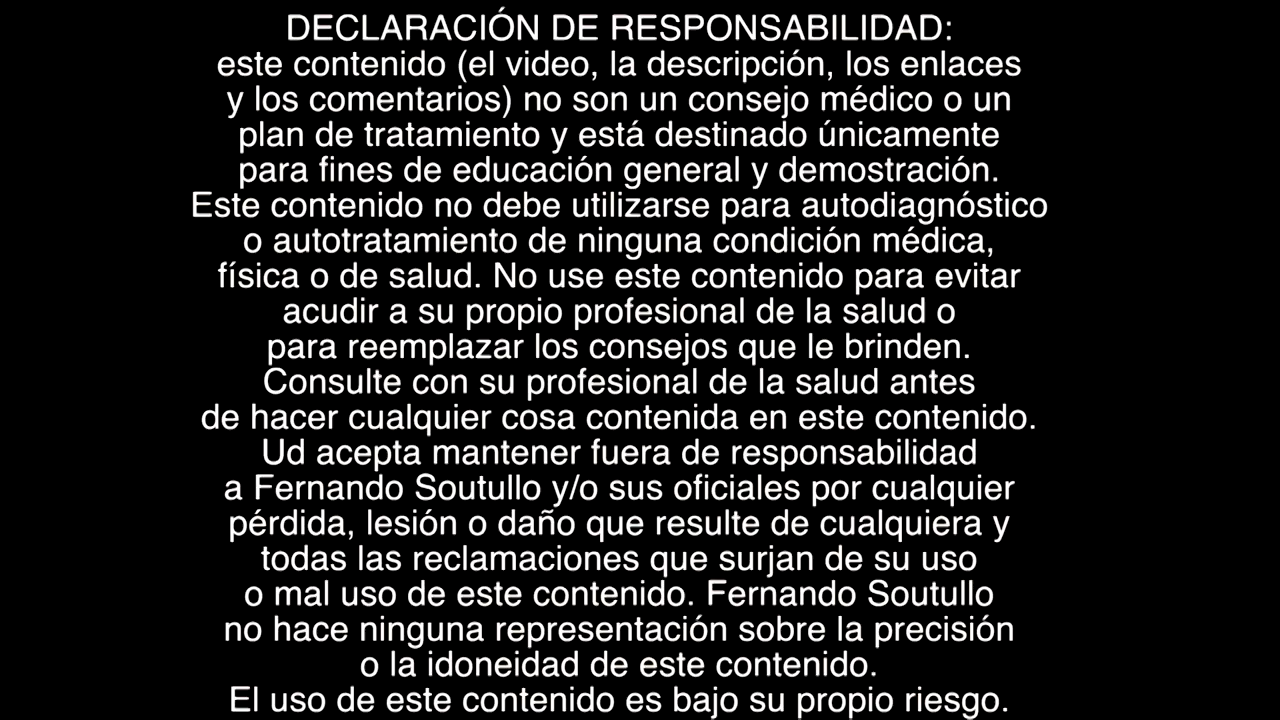 DECLARACIÓN DE RESPONSABILIDAD:
este contenido (el video, la descripción, los enlaces
y los comentarios) no son un consejo médico o un
plan de tratamiento y está destinado únicamente
para fines de educación general y demostración.
Este contenido no debe utilizarse para autodiagnóstico
o autotratamiento de ninguna condición médica,
física o de salud. No use este contenido para evitar
acudir a su propio profesional de la salud o
para reemplazar los consejos que le brinden.
Consulte con su profesional de la salud antes
de hacer cualquier cosa contenida en este contenido.
Ud acepta mantener fuera de responsabilidad
a Fernando Soutullo y/o sus oficiales por cualquier
pérdida, lesión o daño que resulte de cualquiera y
todas las reclamaciones que surjan de su uso
o mal uso de este contenido. Fernando Soutullo
no hace ninguna representación sobre la precisión
o la idoneidad de este contenido.
El uso de este contenido es bajo su propio riesgo.